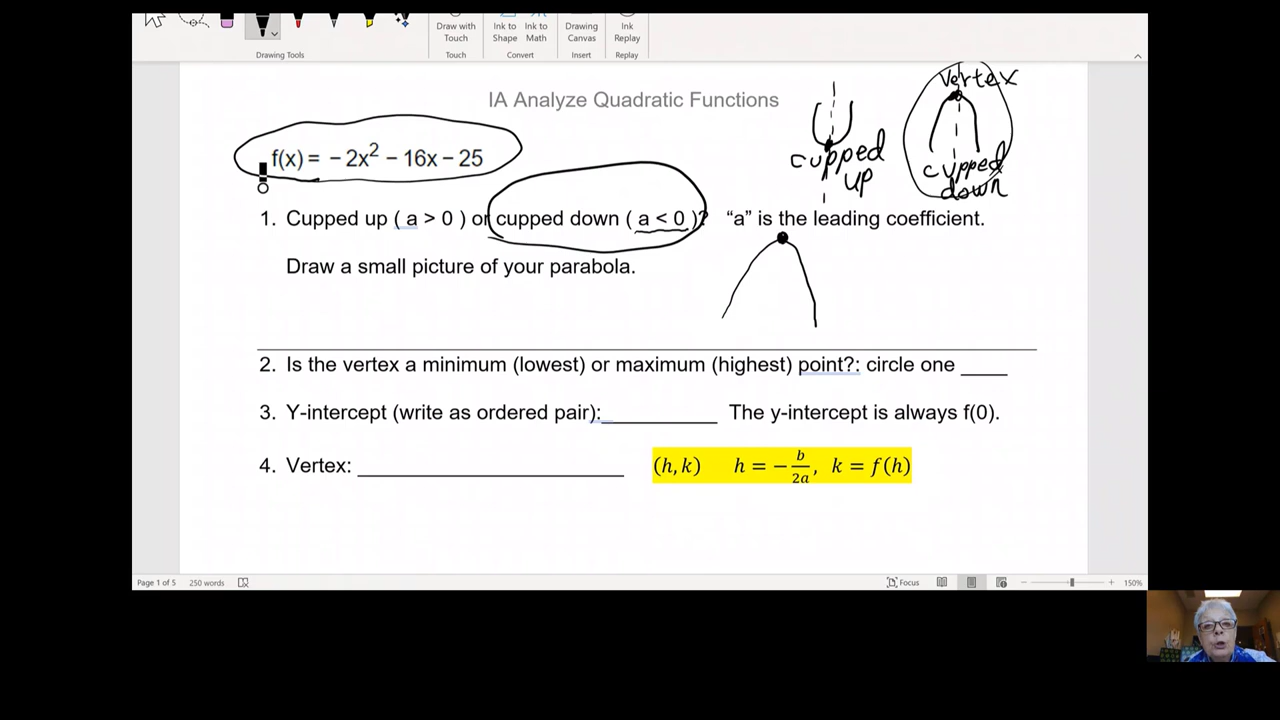 Draw with Touch
Ink to Shape
Ink to Math
Drawing Canvas
Ink Replay
Drawing Tools
Touch
Convert
Insert
Replay
IA Analyze Quadratic Functions
vertex
cupped up
cupped down
f(x) = − 2x² − 16x − 25
1. Cupped up ( a > 0 ) or cupped down ( a < 0 )? “a” is the leading coefficient.
Draw a small picture of your parabola.
2. Is the vertex a minimum (lowest) or maximum (highest) point?: circle one ____
3. Y-intercept (write as ordered pair):__________ The y-intercept is always f(0).
4. Vertex: ______________________ (h, k) h = −b/2a, k = f(h)
Page 1 of 5 250 words Focus 150%